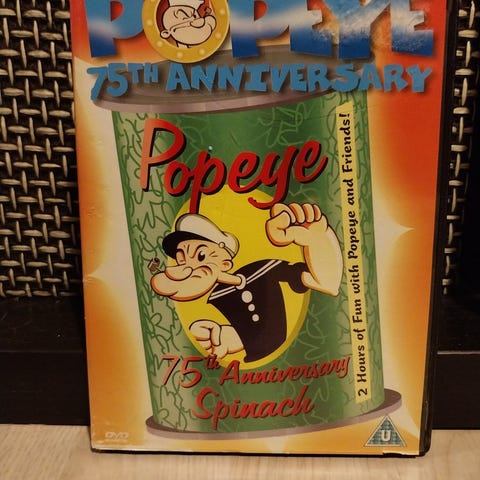 POPEYE
75TH ANNIVERSARY
Popeye
2 Hours of Fun with Popeye and Friends!
75th Anniversary
Spinach
DVD
U